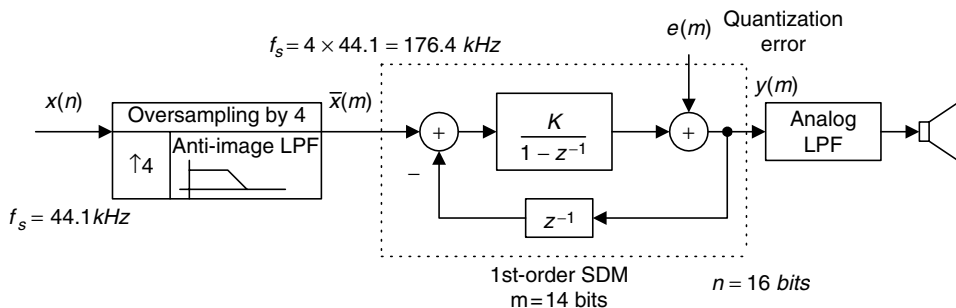 Quantization
error
f_s = 4 × 44.1 = 176.4 kHz
e(m)
x(n)
x̅(m)
y(m)
Oversampling by 4
↑4
Anti-image LPF
+
−
K
1 − z⁻¹
+
Analog
LPF
z⁻¹
f_s = 44.1kHz
1st-order SDM
m = 14 bits
n = 16 bits